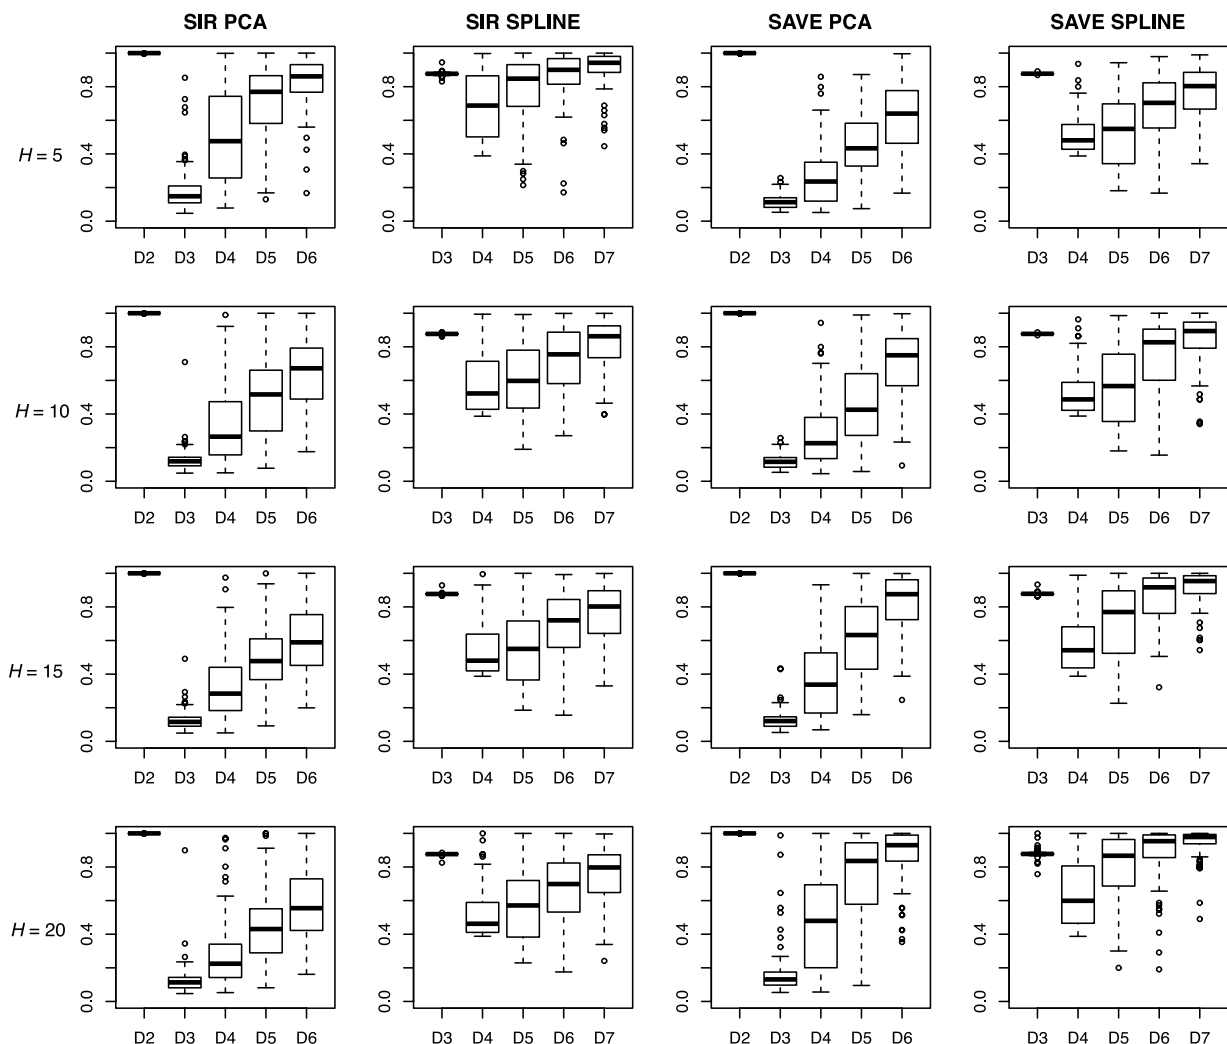 SIR PCA SIR SPLINE SAVE PCA SAVE SPLINE
H = 5
0.0 0.4 0.8 0.0 0.4 0.8 0.0 0.4 0.8 0.0 0.4 0.8
D2 D3 D4 D5 D6 D3 D4 D5 D6 D7 D2 D3 D4 D5 D6 D3 D4 D5 D6 D7
H = 10
0.0 0.4 0.8 0.0 0.4 0.8 0.0 0.4 0.8 0.0 0.4 0.8
D2 D3 D4 D5 D6 D3 D4 D5 D6 D7 D2 D3 D4 D5 D6 D3 D4 D5 D6 D7
H = 15
0.0 0.4 0.8 0.0 0.4 0.8 0.0 0.4 0.8 0.0 0.4 0.8
D2 D3 D4 D5 D6 D3 D4 D5 D6 D7 D2 D3 D4 D5 D6 D3 D4 D5 D6 D7
H = 20
0.0 0.4 0.8 0.0 0.4 0.8 0.0 0.4 0.8 0.0 0.4 0.8
D2 D3 D4 D5 D6 D3 D4 D5 D6 D7 D2 D3 D4 D5 D6 D3 D4 D5 D6 D7